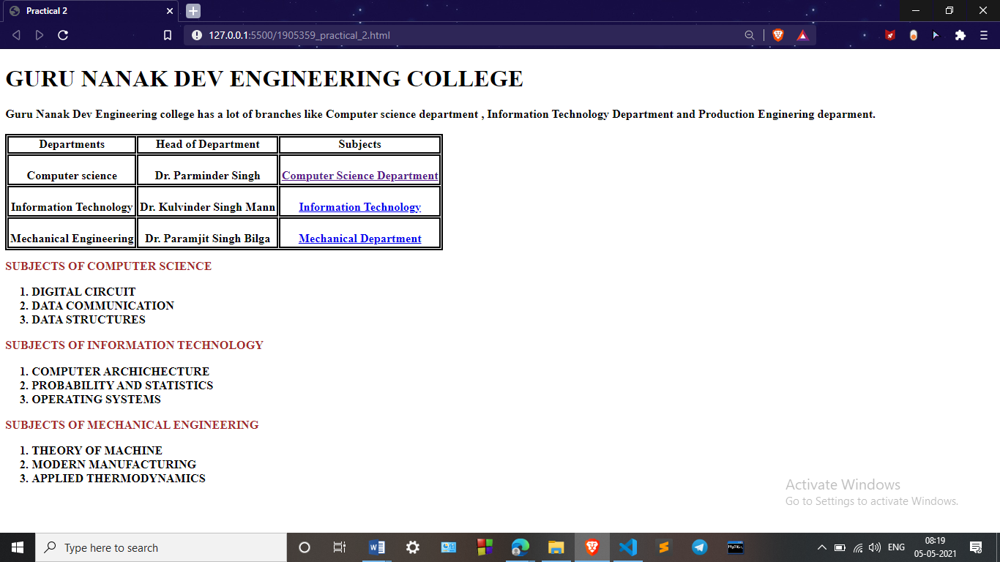 Practical 2
127.0.0.1:5500/1905359_practical_2.html
GURU NANAK DEV ENGINEERING COLLEGE
Guru Nanak Dev Engineering college has a lot of branches like Computer science department , Information Technology Department and Production Enginering deparment.
Departments Head of Department Subjects
Computer science Dr. Parminder Singh Computer Science Department
Information Technology Dr. Kulvinder Singh Mann Information Technology
Mechanical Engineering Dr. Paramjit Singh Bilga Mechanical Department
SUBJECTS OF COMPUTER SCIENCE
1. DIGITAL CIRCUIT
2. DATA COMMUNICATION
3. DATA STRUCTURES
SUBJECTS OF INFORMATION TECHNOLOGY
1. COMPUTER ARCHICHECTURE
2. PROBABILITY AND STATISTICS
3. OPERATING SYSTEMS
SUBJECTS OF MECHANICAL ENGINEERING
1. THEORY OF MACHINE
2. MODERN MANUFACTURING
3. APPLIED THERMODYNAMICS
Activate Windows
Go to Settings to activate Windows.
Type here to search
ENG
08:19
05-05-2021